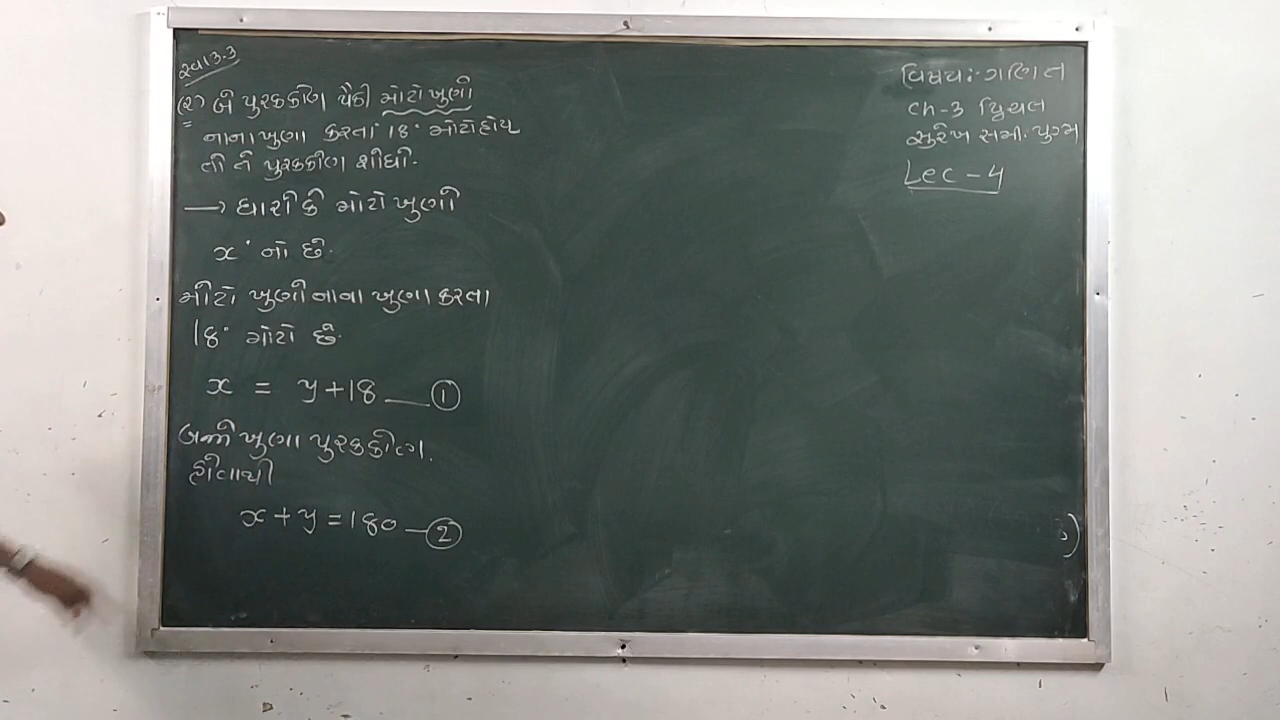 સ્વા 3.3
(૨) બે પુરકકોણ પૈકી મોટો ખુણો
નાના ખુણા કરતાં 18° મોટો હોય
તો તે પુરકકોણ શોધો.
→ ધારો કે મોટો ખુણો
x° નો છે.
મોટો ખુણો નાના ખુણા કરતા
18° મોટો છે.
x = y+18 — ①
બન્ને ખુણા પુરકકોણ.
હોવાથી
x + y = 180 — ②
વિષય: ગણિત
Ch-3 દ્વિચલ
સુરેખ સમી. યુગ્મ
Lec - 4